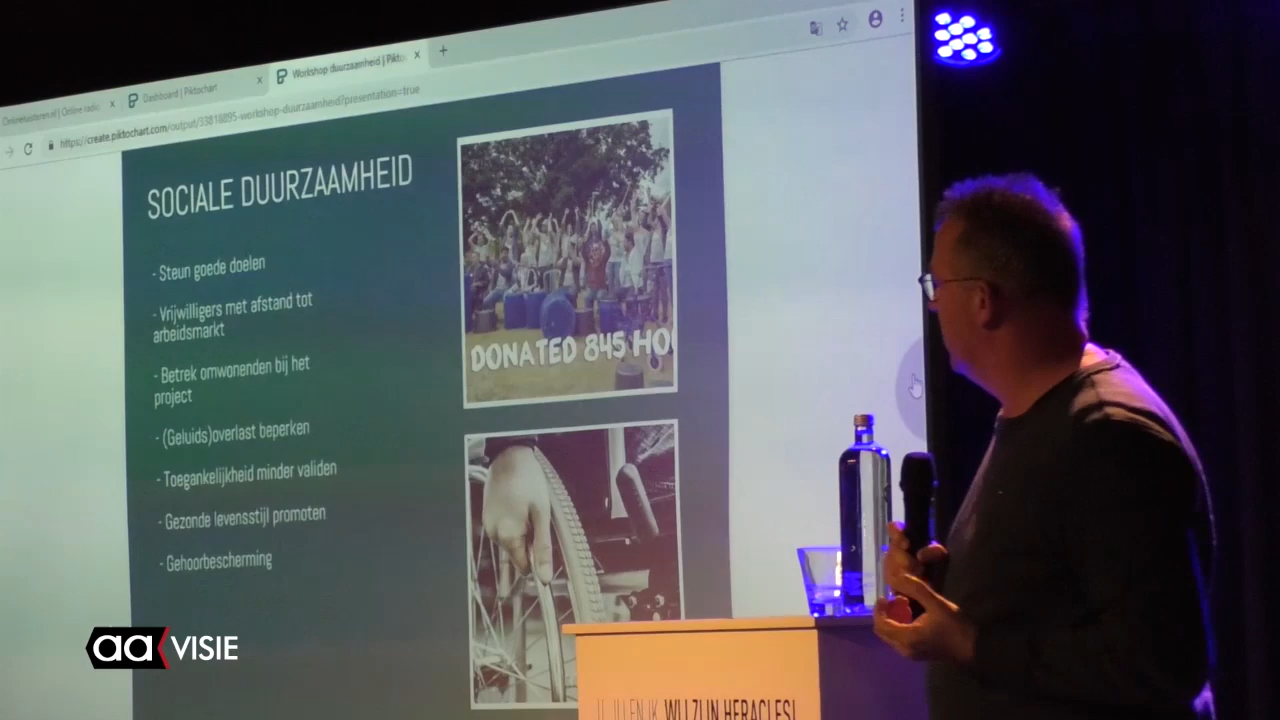 Dashboard | Piktochart
Workshop duurzaamheid | Pikto
https://create.piktochart.com/output/33818895-workshop-duurzaamheid?presentation=true
SOCIALE DUURZAAMHEID
- Steun goede doelen
- Vrijwilligers met afstand tot
arbeidsmarkt
- Betrek omwonenden bij het
project
- (Geluids)overlast beperken
- Toegankelijkheid minder validen
- Gezonde levensstijl promoten
- Gehoorbescherming
DONATED 845 HOU
aa VISIE
WIJ ZIJN HERACLES!